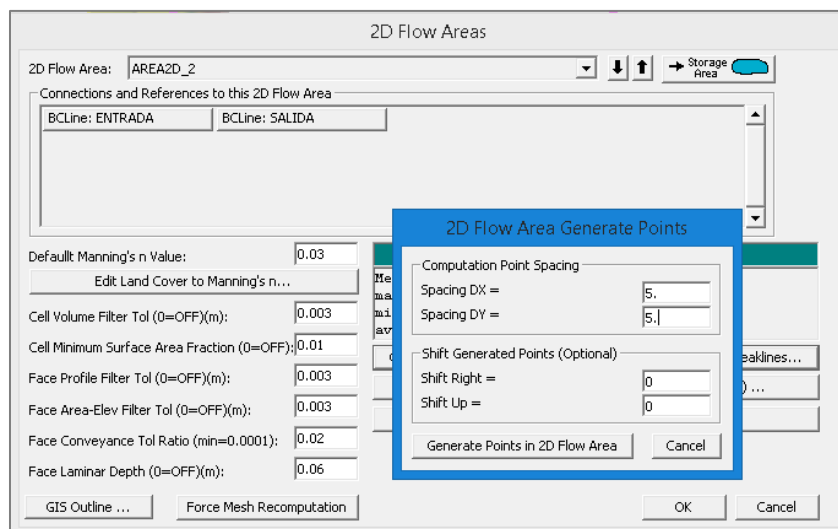 2D Flow Areas
2D Flow Area: AREA2D_2
Storage Area
Connections and References to this 2D Flow Area
BCLine: ENTRADA BCLine: SALIDA
Defaullt Manning's n Value: 0.03
Edit Land Cover to Manning's n...
Cell Volume Filter Tol (0=OFF)(m): 0.003
Cell Minimum Surface Area Fraction (0=OFF): 0.01
Face Profile Filter Tol (0=OFF)(m): 0.003
Face Area-Elev Filter Tol (0=OFF)(m): 0.003
Face Conveyance Tol Ratio (min=0.0001): 0.02
Face Laminar Depth (0=OFF)(m): 0.06
GIS Outline ... Force Mesh Recomputation OK Cancel
2D Flow Area Generate Points
Computation Point Spacing
Spacing DX = 5.
Spacing DY = 5.
Shift Generated Points (Optional)
Shift Right = 0
Shift Up = 0
Generate Points in 2D Flow Area Cancel